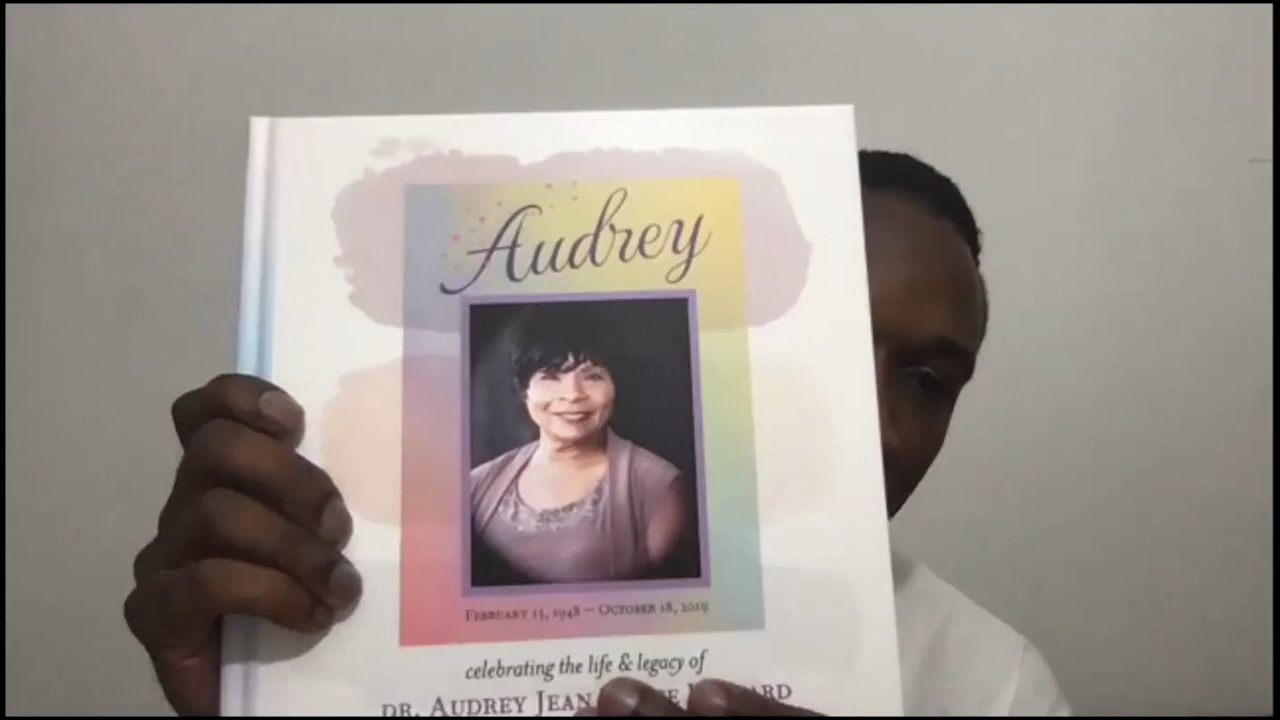 Audrey
FEBRUARY 15, 1948 – OCTOBER 18, 2019
celebrating the life & legacy of
DR. AUDREY JEAN